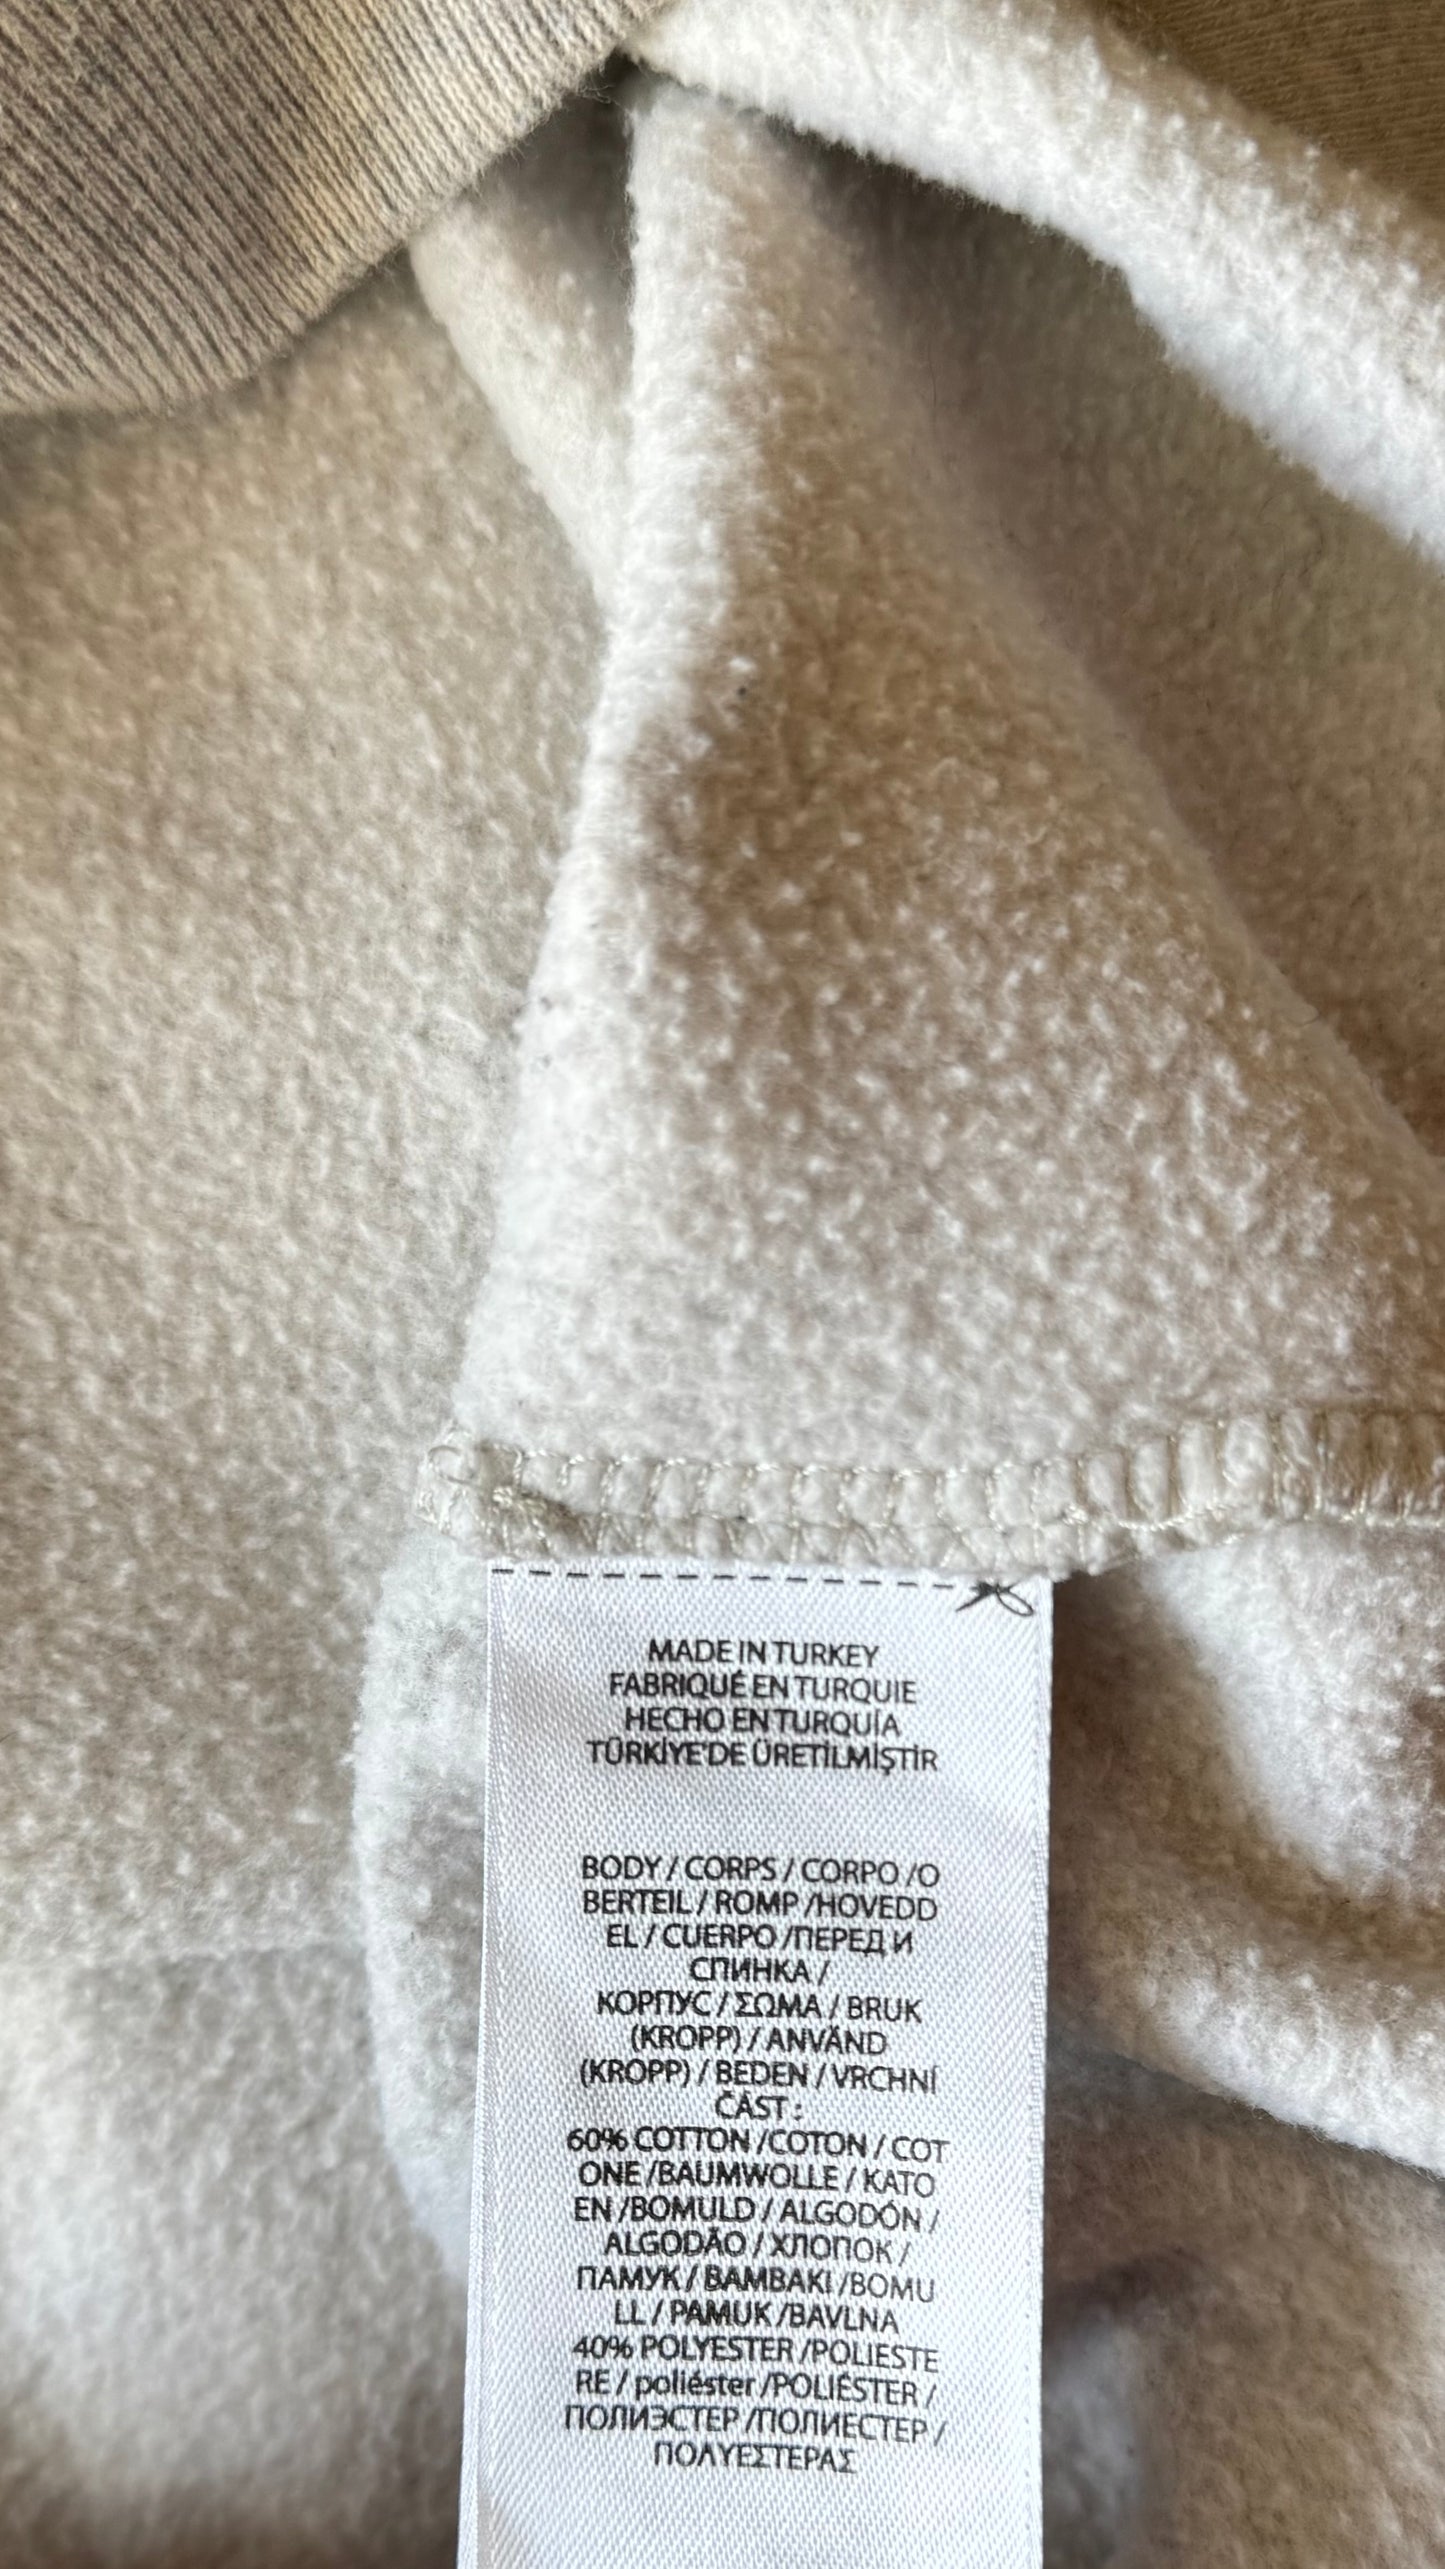 MADE IN TURKEY
FABRIQUÉ EN TURQUIE
HECHO EN TURQUÍA
TÜRKİYE'DE ÜRETİLMİŞTİR
BODY / CORPS / CORPO /O
BERTEIL / ROMP /HOVEDD
EL / CUERPO /ПЕРЕД И
СПИНКА /
КОРПУС / ΣΩΜΑ / BRUK
(KROPP) / ANVÄND
(KROPP) / BEDEN / VRCHNÍ
ČÁST :
60% COTTON /COTON / COT
ONE /BAUMWOLLE / KATO
EN /BOMULD / ALGODÓN /
ALGODÃO / ХЛОПОК /
ПАМУК / BAMBAKI /BOMU
LL / PAMUK /BAVLNA
40% POLYESTER /POLIESTE
RE / poliéster /POLIÉSTER /
ПОЛИЭСТЕР /ПОЛИЕСТЕР /
ΠΟΛΥΕΣΤΕΡΑΣ